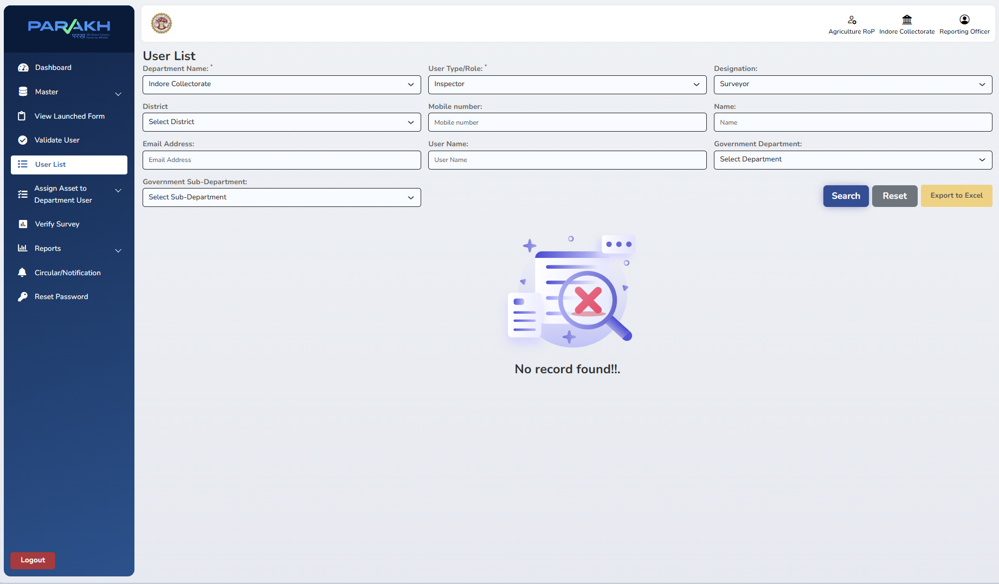 PARAKH
परख
Agriculture RoP
Indore Collectorate
Reporting Officer
Dashboard
Master
View Launched Form
Validate User
User List
Assign Asset to
Department User
Verify Survey
Reports
Circular/Notification
Reset Password
Logout
User List
Department Name: *
User Type/Role: *
Designation:
Indore Collectorate
Inspector
Surveyor
District
Mobile number:
Name:
Select District
Mobile number
Name
Email Address:
User Name:
Government Department:
Email Address
User Name
Select Department
Government Sub-Department:
Select Sub-Department
Search
Reset
Export to Excel
No record found!!.